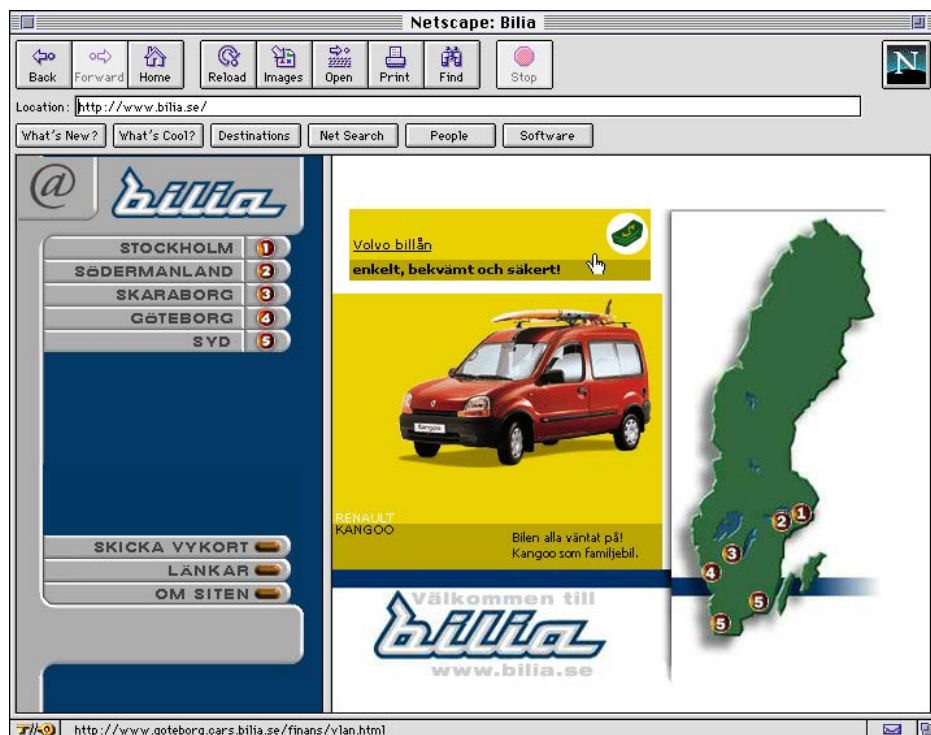 Netscape: Bilia
Back Forward Home Reload Images Open Print Find Stop
N
Location: http://www.bilia.se/
What's New? What's Cool? Destinations Net Search People Software
@ bilia
STOCKHOLM 1
SÖDERMANLAND 2
SKARABORG 3
GÖTEBORG 4
SYD 5
SKICKA VYKORT
LÄNKAR
OM SITEN
Volvo billån
enkelt, bekvämt och säkert!
Kangoo
RENAULT
KANGOO
Bilen alla väntat på!
Kangoo som familjebil.
Välkommen till
bilia
www.bilia.se
1
2
3
4
5
5
http://www.goteborg.cars.bilia.se/finans/vlan.html